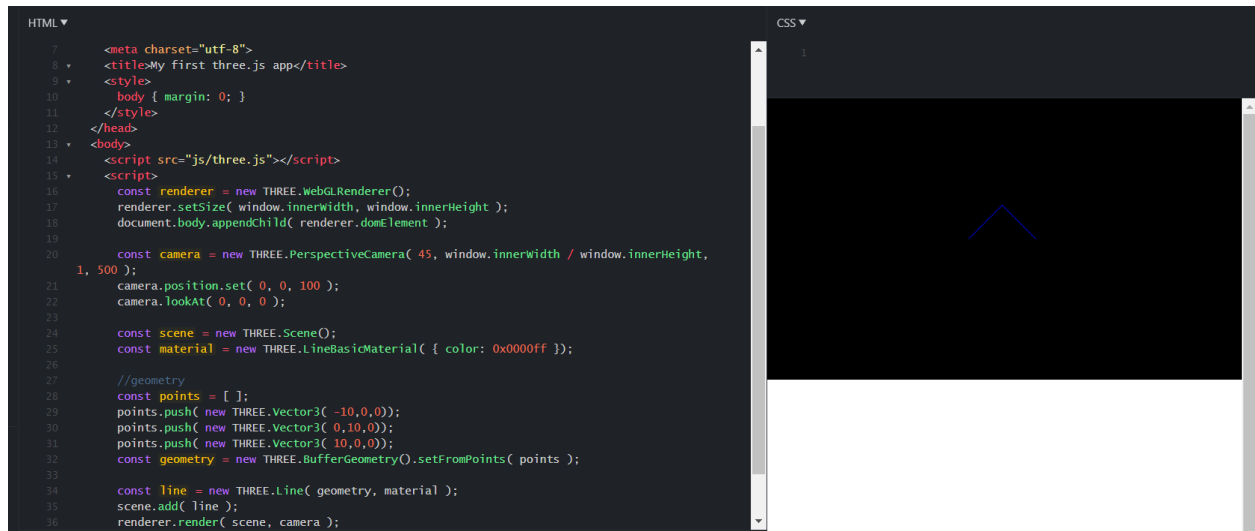 HTML ▼
7 <meta charset="utf-8">
8 ▾ <title>My first three.js app</title>
9 ▾ <style>
10 body { margin: 0; }
11 </style>
12 </head>
13 ▾ <body>
14 <script src="js/three.js"></script>
15 ▾ <script>
16 const renderer = new THREE.WebGLRenderer();
17 renderer.setSize( window.innerWidth, window.innerHeight );
18 document.body.appendChild( renderer.domElement );
19
20 const camera = new THREE.PerspectiveCamera( 45, window.innerWidth / window.innerHeight,
1, 500 );
21 camera.position.set( 0, 0, 100 );
22 camera.lookAt( 0, 0, 0 );
23
24 const scene = new THREE.Scene();
25 const material = new THREE.LineBasicMaterial( { color: 0x0000ff });
26
27 //geometry
28 const points = [ ];
29 points.push( new THREE.Vector3( -10,0,0));
30 points.push( new THREE.Vector3( 0,10,0));
31 points.push( new THREE.Vector3( 10,0,0));
32 const geometry = new THREE.BufferGeometry().setFromPoints( points );
33
34 const line = new THREE.Line( geometry, material );
35 scene.add( line );
36 renderer.render( scene, camera );
CSS ▼
1